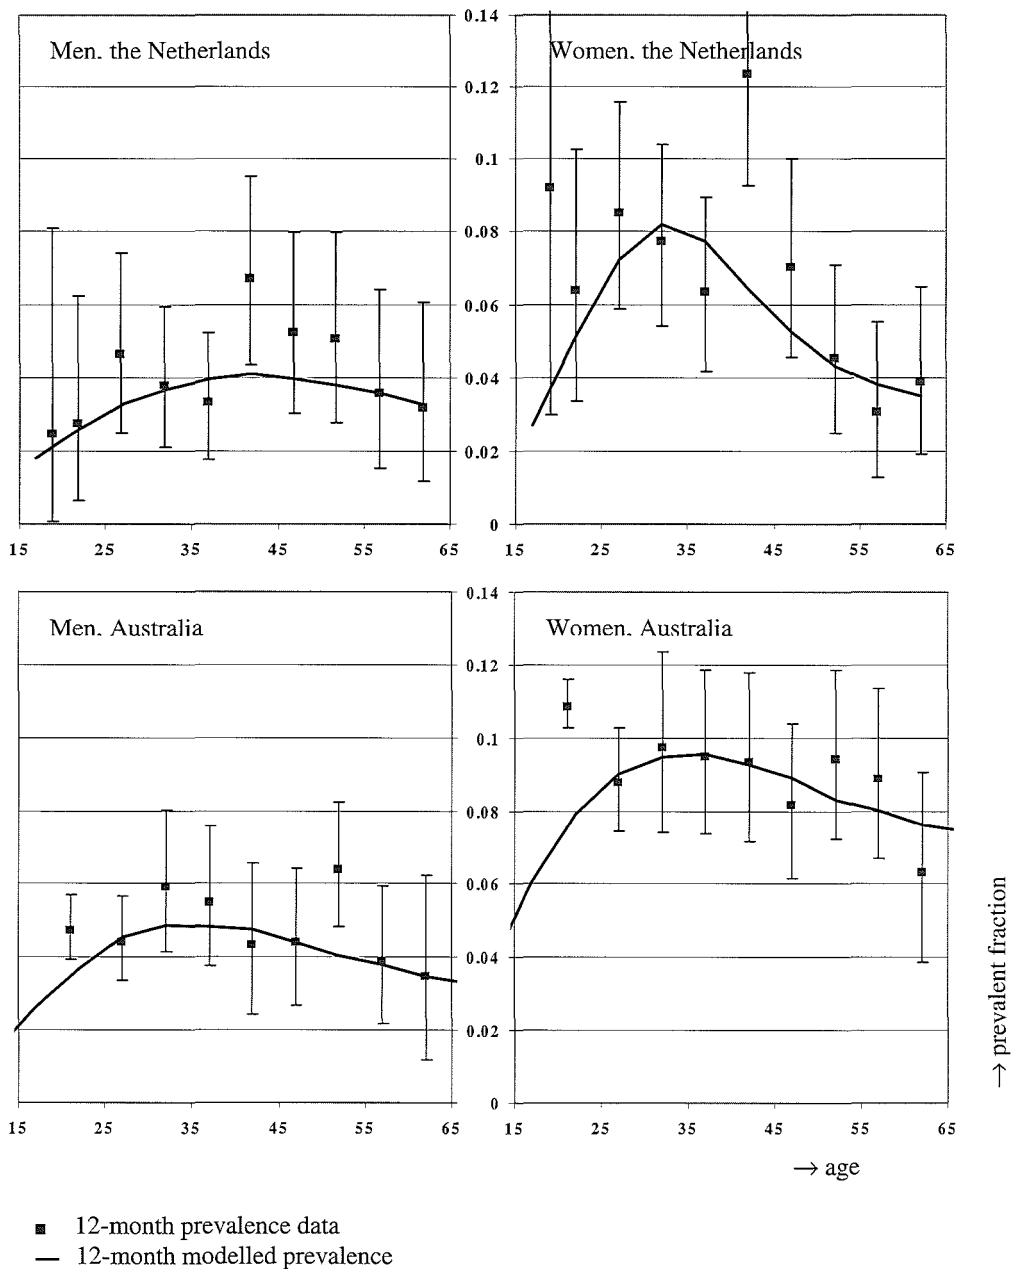 0.14
Men. the Netherlands
Women. the Netherlands
0.12
0.1
0.08
0.06
0.04
0.02
0
15 25 35 45 55 65
15 25 35 45 55 65
0.14
Men. Australia
Women. Australia
0.12
0.1
0.08
0.06
0.04
0.02
0
15 25 35 45 55 65
15 25 35 45 55 65
→ prevalent fraction
→ age
12-month prevalence data
12-month modelled prevalence